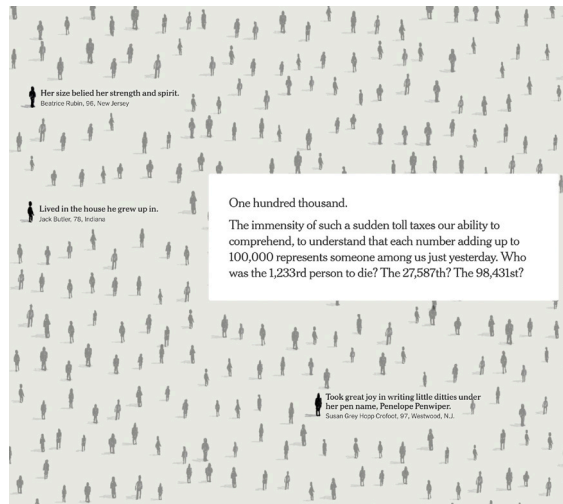 Her size belied her strength and spirit.
Beatrice Rubin, 96, New Jersey
Lived in the house he grew up in.
Jack Butler, 78, Indiana
One hundred thousand.
The immensity of such a sudden toll taxes our ability to
comprehend, to understand that each number adding up to
100,000 represents someone among us just yesterday. Who
was the 1,233rd person to die? The 27,587th? The 98,431st?
Took great joy in writing little ditties under
her pen name, Penelope Penwiper.
Susan Grey Hopp Crofoot, 97, Westwood, N.J.